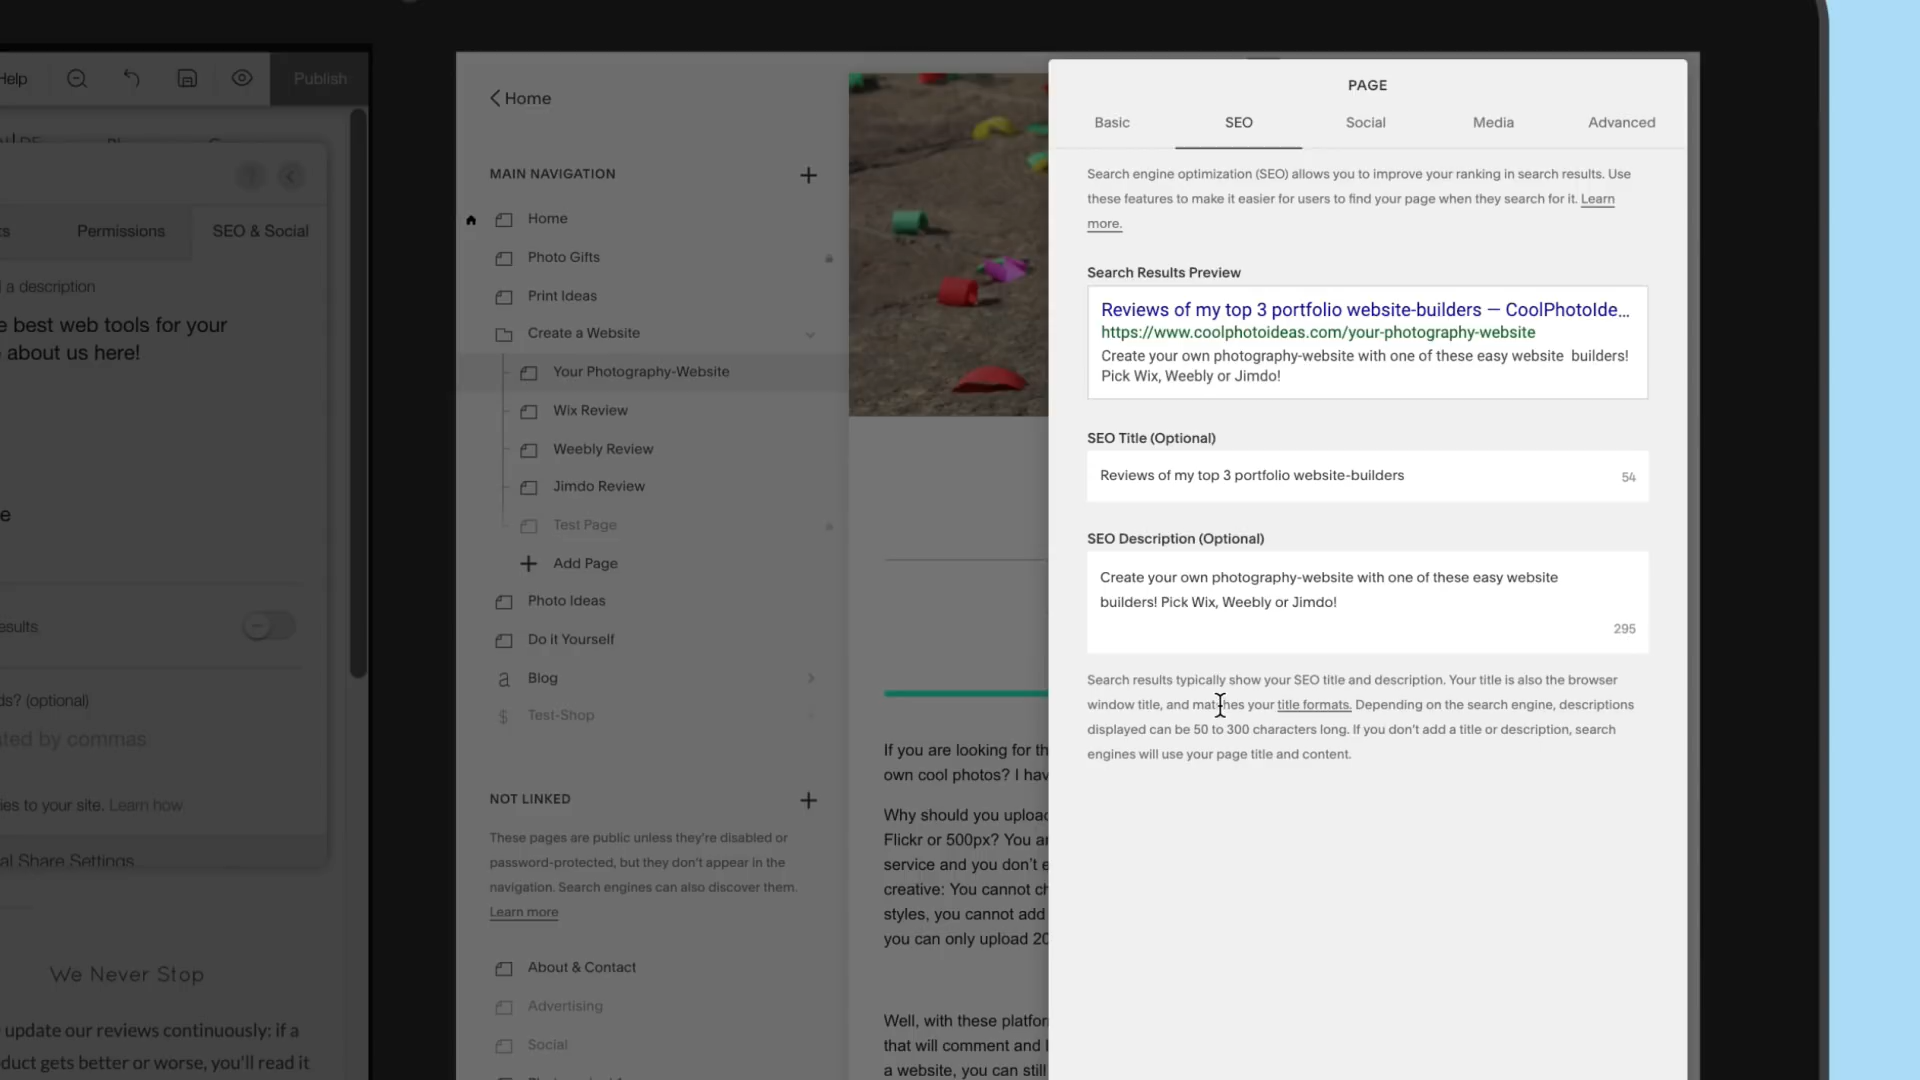 Help
Publish
Permissions
SEO & Social
a description
e best web tools for your
about us here!
e
esults
ds? (optional)
ted by commas
ies to your site. Learn how
al Share Settings
We Never Stop
update our reviews continuously; if a
duct gets better or worse, you'll read it
Home
MAIN NAVIGATION
Home
Photo Gifts
Print Ideas
Create a Website
Your Photography-Website
Wix Review
Weebly Review
Jimdo Review
Test Page
Add Page
Photo Ideas
Do it Yourself
Blog
Test-Shop
NOT LINKED
These pages are public unless they're disabled or
password-protected, but they don't appear in the
navigation. Search engines can also discover them.
Learn more
About & Contact
Advertising
Social
If you are looking for th
own cool photos? I hav
Why should you upload
Flickr or 500px? You ar
service and you don't e
creative: You cannot ch
styles, you cannot add
you can only upload 20
Well, with these platfor
that will comment and l
a website, you can still
PAGE
Basic
SEO
Social
Media
Advanced
Search engine optimization (SEO) allows you to improve your ranking in search results. Use
these features to make it easier for users to find your page when they search for it. Learn
more.
Search Results Preview
Reviews of my top 3 portfolio website-builders — CoolPhotoIde...
https://www.coolphotoideas.com/your-photography-website
Create your own photography-website with one of these easy website builders!
Pick Wix, Weebly or Jimdo!
SEO Title (Optional)
Reviews of my top 3 portfolio website-builders
54
SEO Description (Optional)
Create your own photography-website with one of these easy website
builders! Pick Wix, Weebly or Jimdo!
295
Search results typically show your SEO title and description. Your title is also the browser
window title, and matches your title formats. Depending on the search engine, descriptions
displayed can be 50 to 300 characters long. If you don't add a title or description, search
engines will use your page title and content.